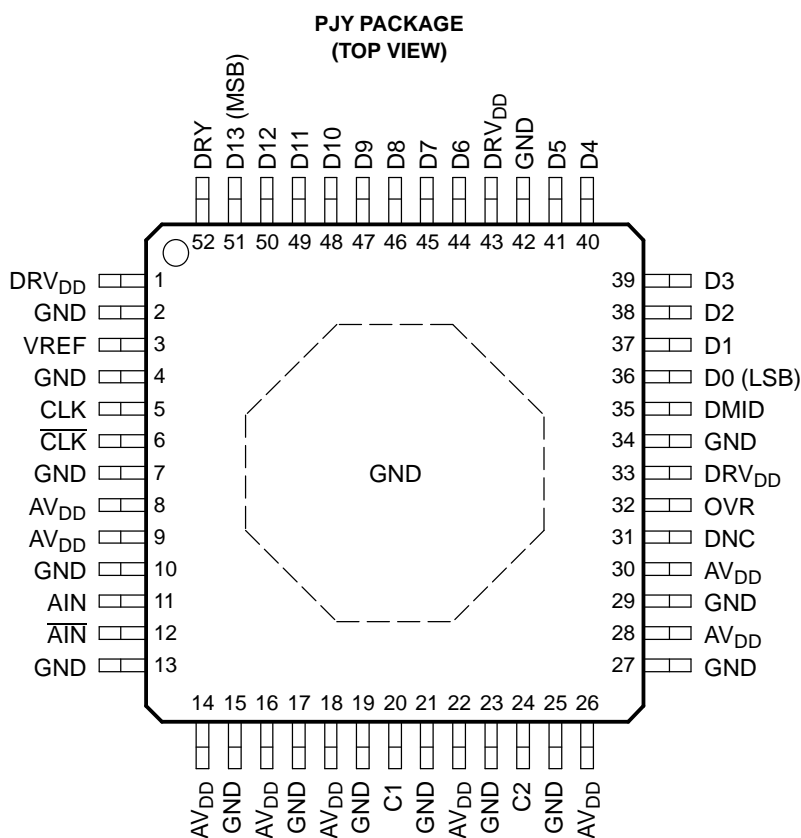 PJY PACKAGE
(TOP VIEW)
DRY
D13 (MSB)
D12
D11
D10
D9
D8
D7
D6
DRVDD
GND
D5
D4
52 51 50 49 48 47 46 45 44 43 42 41 40
DRVDD 1
GND 2
VREF 3
GND 4
CLK 5
CLK 6
GND 7
AVDD 8
AVDD 9
GND 10
AIN 11
AIN 12
GND 13
GND
39 D3
38 D2
37 D1
36 D0 (LSB)
35 DMID
34 GND
33 DRVDD
32 OVR
31 DNC
30 AVDD
29 GND
28 AVDD
27 GND
14 15 16 17 18 19 20 21 22 23 24 25 26
AVDD
GND
AVDD
GND
AVDD
GND
C1
GND
AVDD
GND
C2
GND
AVDD